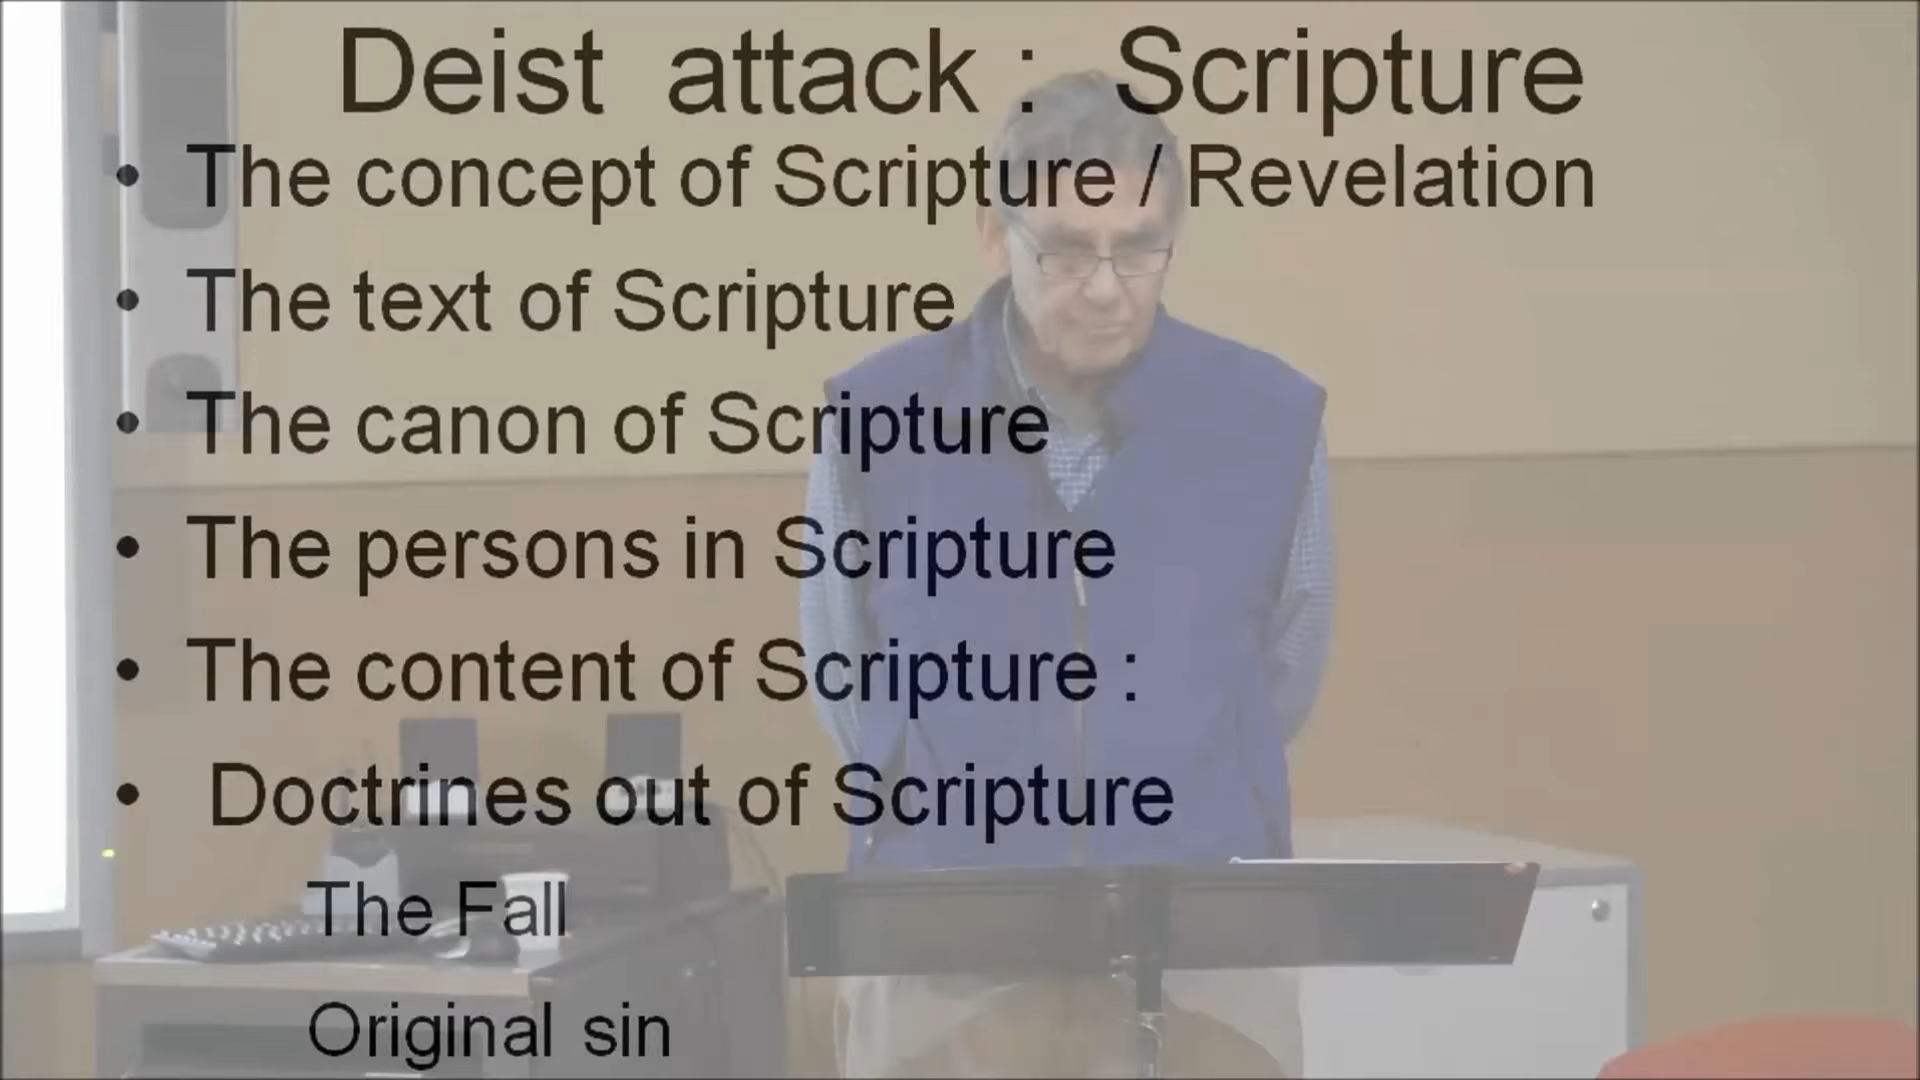 Deist attack : Scripture
• The concept of Scripture / Revelation
• The text of Scripture
• The canon of Scripture
• The persons in Scripture
• The content of Scripture :
• Doctrines out of Scripture
The Fall
Original sin